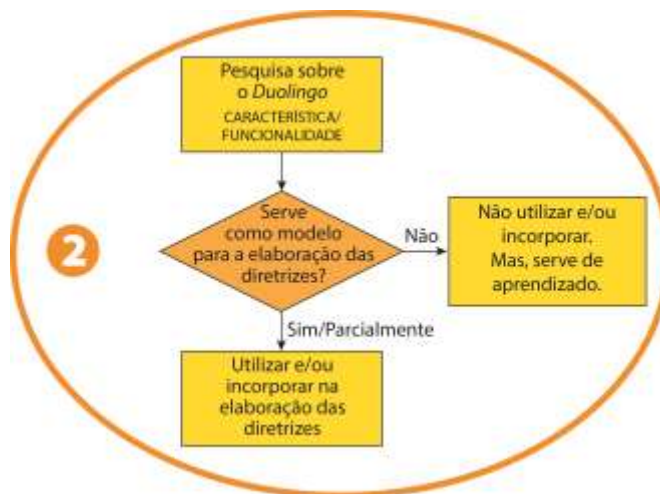 Pesquisa sobre
o Duolingo
CARACTERÍSTICA/
FUNCIONALIDADE
2
Serve
como modelo
para a elaboração das
diretrizes?
Não
Não utilizar e/ou
incorporar.
Mas, serve de
aprendizado.
Sim/Parcialmente
Utilizar e/ou
incorporar na
elaboração das
diretrizes